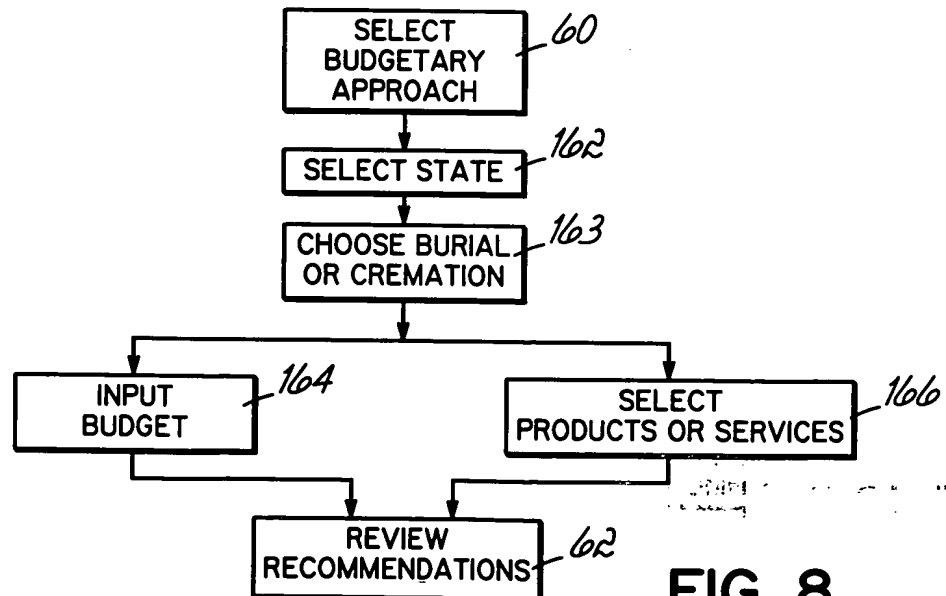 SELECT
BUDGETARY
APPROACH
60
SELECT STATE
162
CHOOSE BURIAL
OR CREMATION
163
INPUT
BUDGET
164
SELECT
PRODUCTS OR SERVICES
166
REVIEW
RECOMMENDATIONS
62
FIG. 8